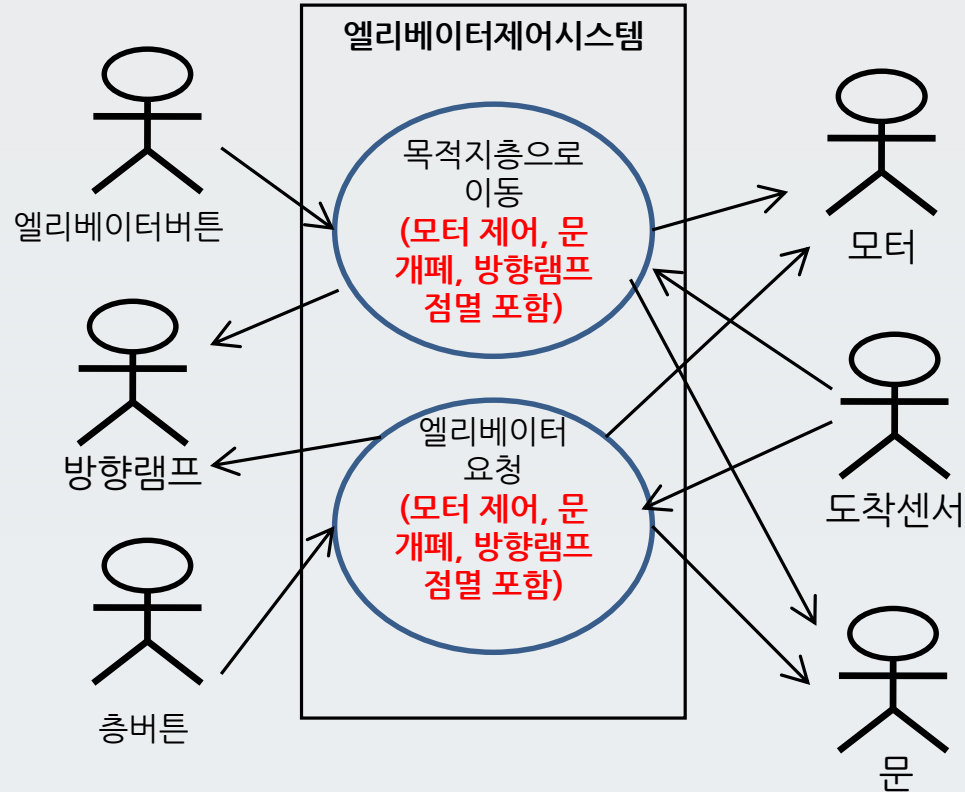 엘리베이터제어시스템
엘리베이터버튼
목적지층으로
이동
(모터 제어, 문
개폐, 방향램프
점멸 포함)
모터
방향램프
엘리베이터
요청
(모터 제어, 문
개폐, 방향램프
점멸 포함)
도착센서
층버튼
문